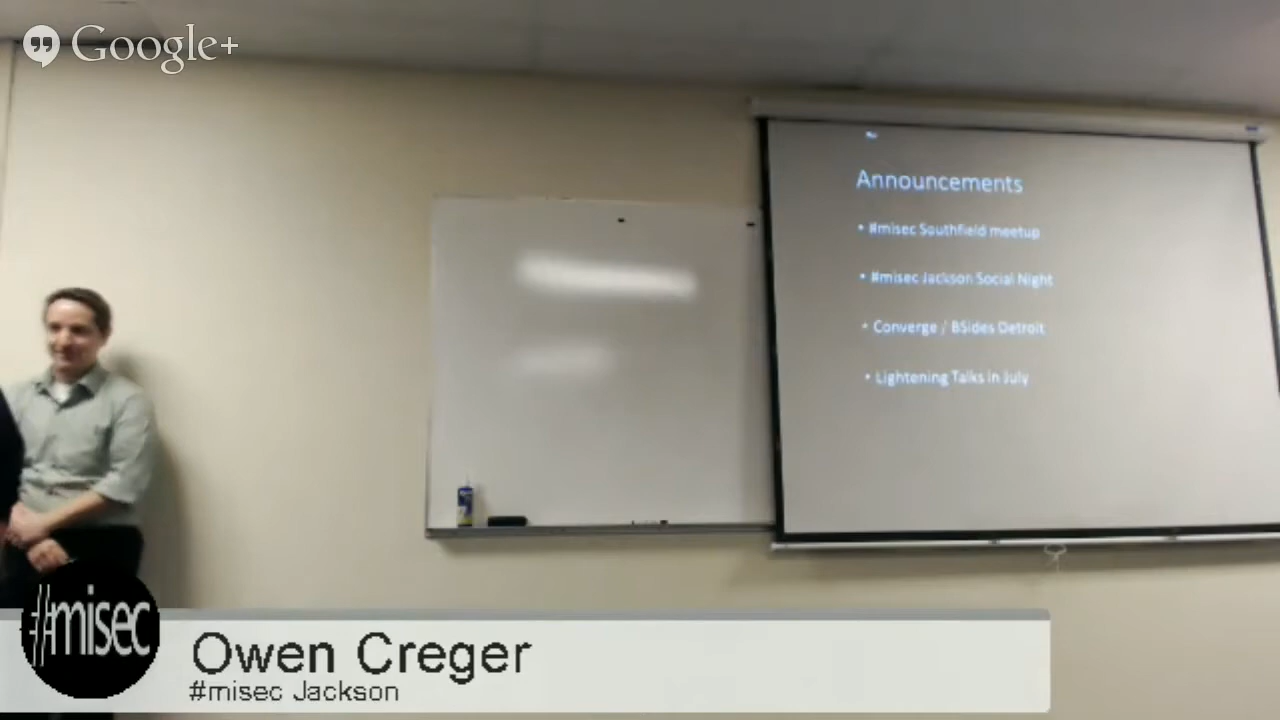 Google+
Announcements
• #misec Southfield meetup
• #misec Jackson Social Night
• Converge / BSides Detroit
• Lightening Talks in July
#misec
Owen Creger
#misec Jackson